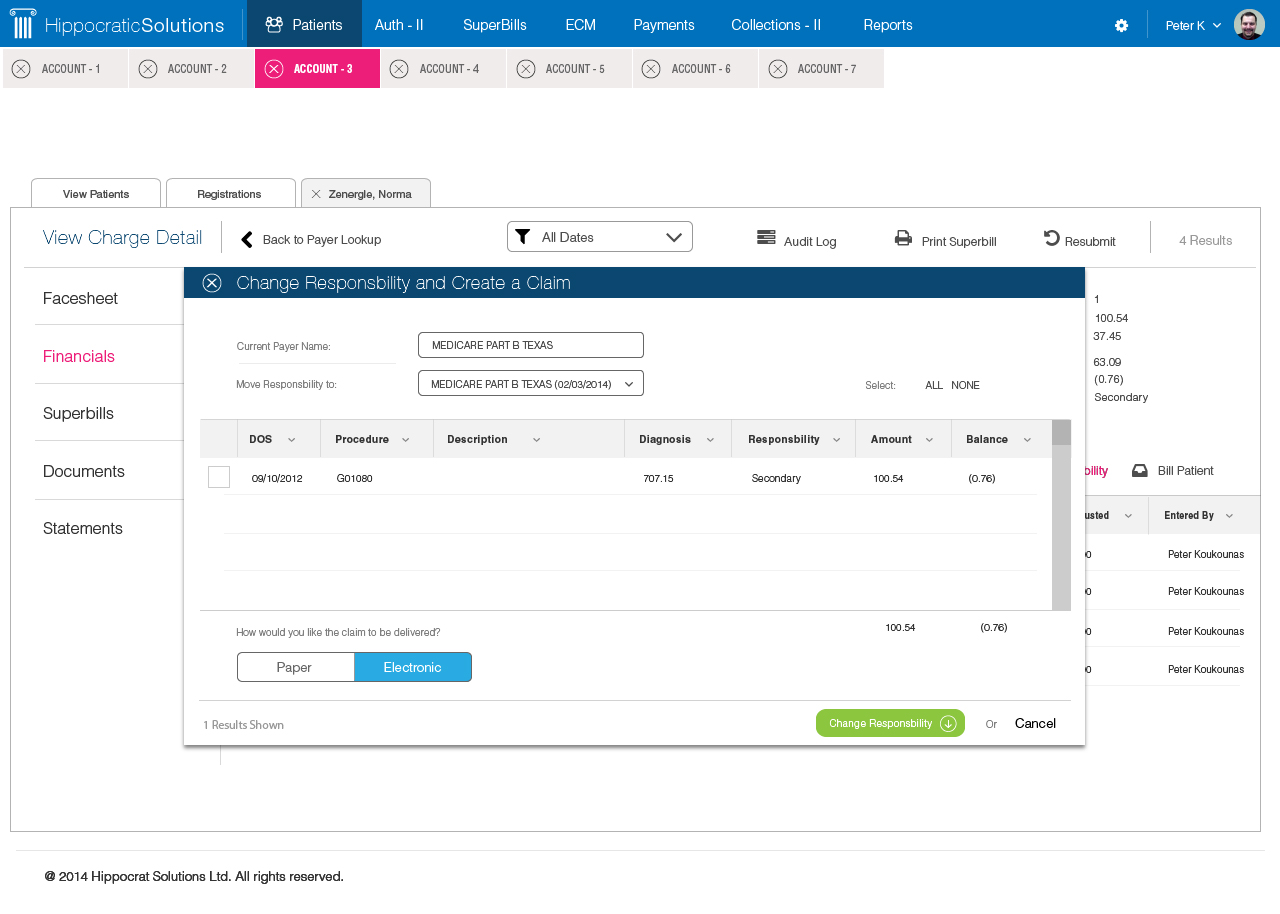 HippocraticSolutions Patients Auth - II SuperBills ECM Payments Collections - II Reports Peter K
ACCOUNT - 1 ACCOUNT - 2 ACCOUNT - 3 ACCOUNT - 4 ACCOUNT - 5 ACCOUNT - 6 ACCOUNT - 7
View Patients Registrations Zenergle, Norma
View Charge Detail Back to Payer Lookup All Dates Audit Log Print Superbill Resubmit 4 Results
Change Responsbility and Create a Claim
Facesheet
Financials
Superbills
Documents
Statements
Current Payer Name: MEDICARE PART B TEXAS
Move Responsbility to: MEDICARE PART B TEXAS (02/03/2014) Select: ALL NONE
DOS Procedure Description Diagnosis Responsbility Amount Balance
09/10/2012 G01080 707.15 Secondary 100.54 (0.76)
100.54 (0.76)
How would you like the claim to be delivered?
Paper Electronic
1 Results Shown Change Responsbility Or Cancel
1
100.54
37.45
63.09
(0.76)
Secondary
bility Bill Patient
usted Entered By
00 Peter Koukounas
00 Peter Koukounas
00 Peter Koukounas
00 Peter Koukounas
@ 2014 Hippocrat Solutions Ltd. All rights reserved.